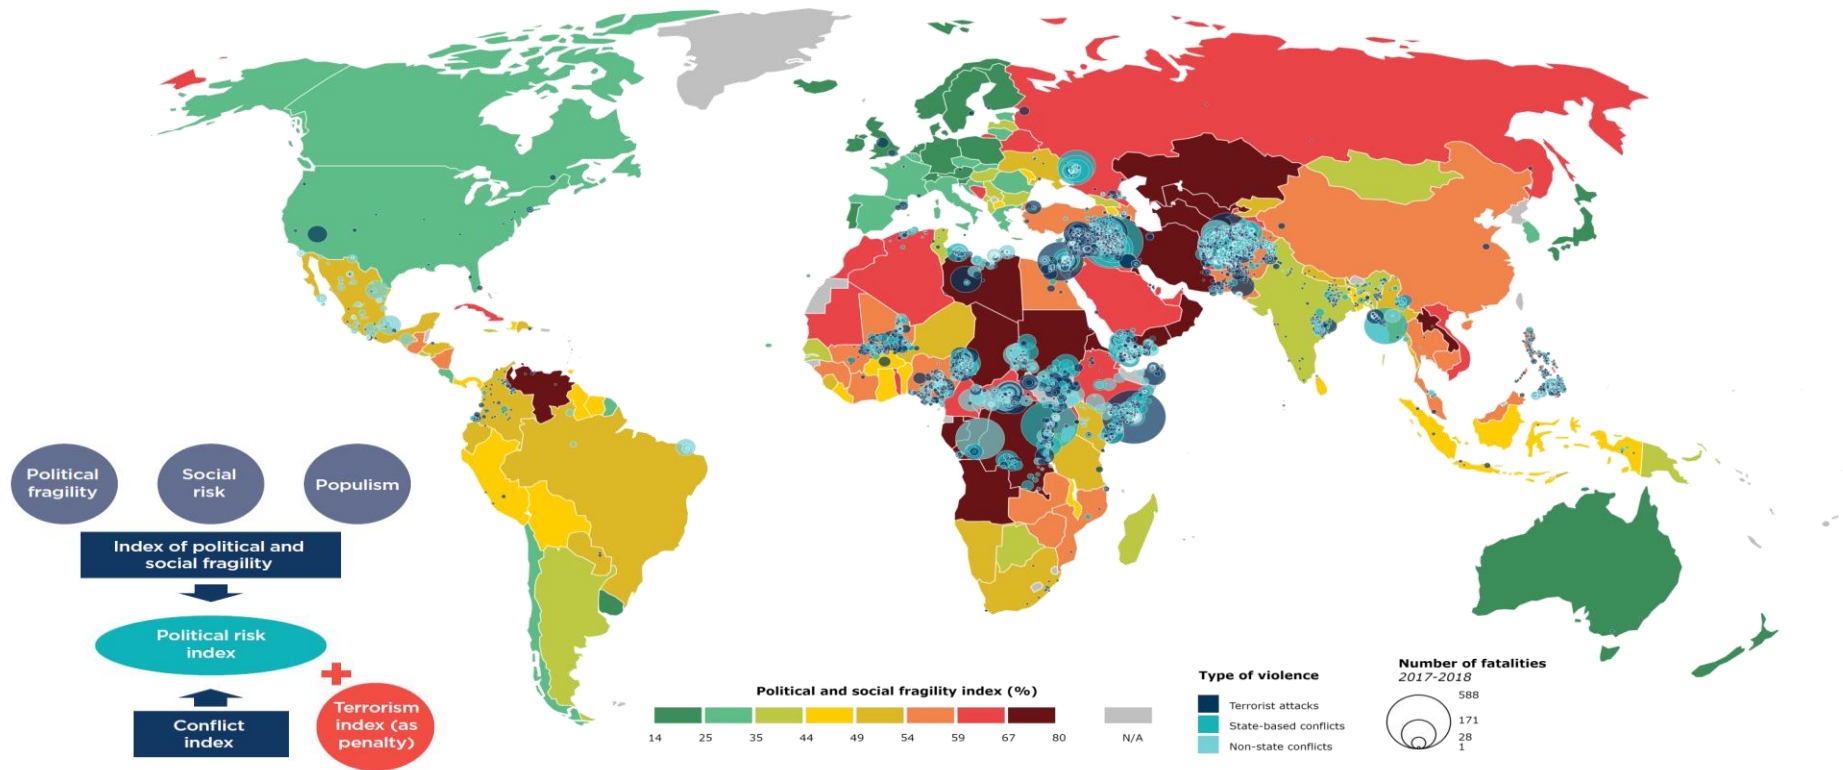 Political
fragility
Social
risk
Populism
Index of political and
social fragility
Political risk
index
Conflict
index
Terrorism
index (as
penalty)
Political and social fragility index (%)
14 25 35 44 49 54 59 67 80 N/A
Type of violence
Terrorist attacks
State-based conflicts
Non-state conflicts
Number of fatalities
2017-2018
588
171
28
1